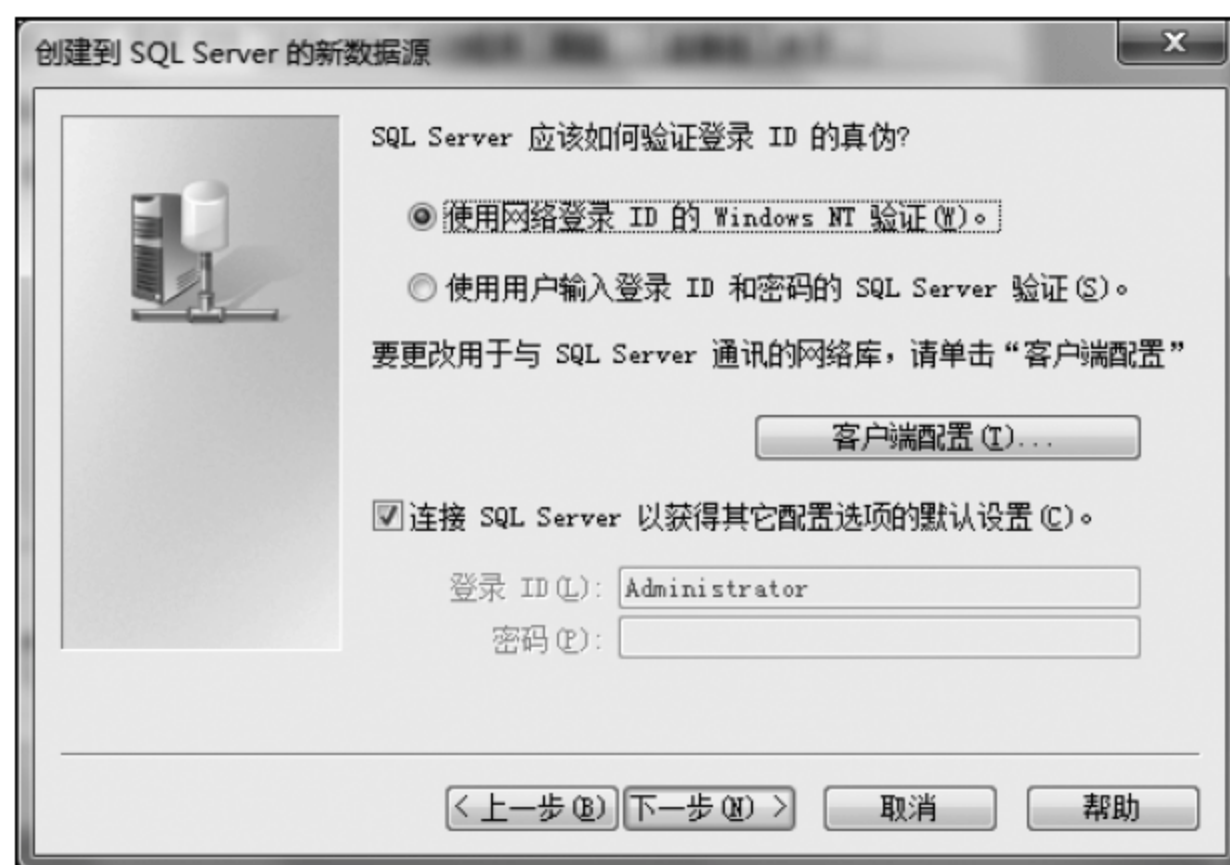 创建到 SQL Server 的新数据源
SQL Server 应该如何验证登录 ID 的真伪?
使用网络登录 ID 的 Windows NT 验证(W)。
使用用户输入登录 ID 和密码的 SQL Server 验证(S)。
要更改用于与 SQL Server 通讯的网络库，请单击“客户端配置”
客户端配置(T)...
连接 SQL Server 以获得其它配置选项的默认设置(C)。
登录 ID(L): Administrator
密码(P):
< 上一步(B) 下一步(N) > 取消 帮助